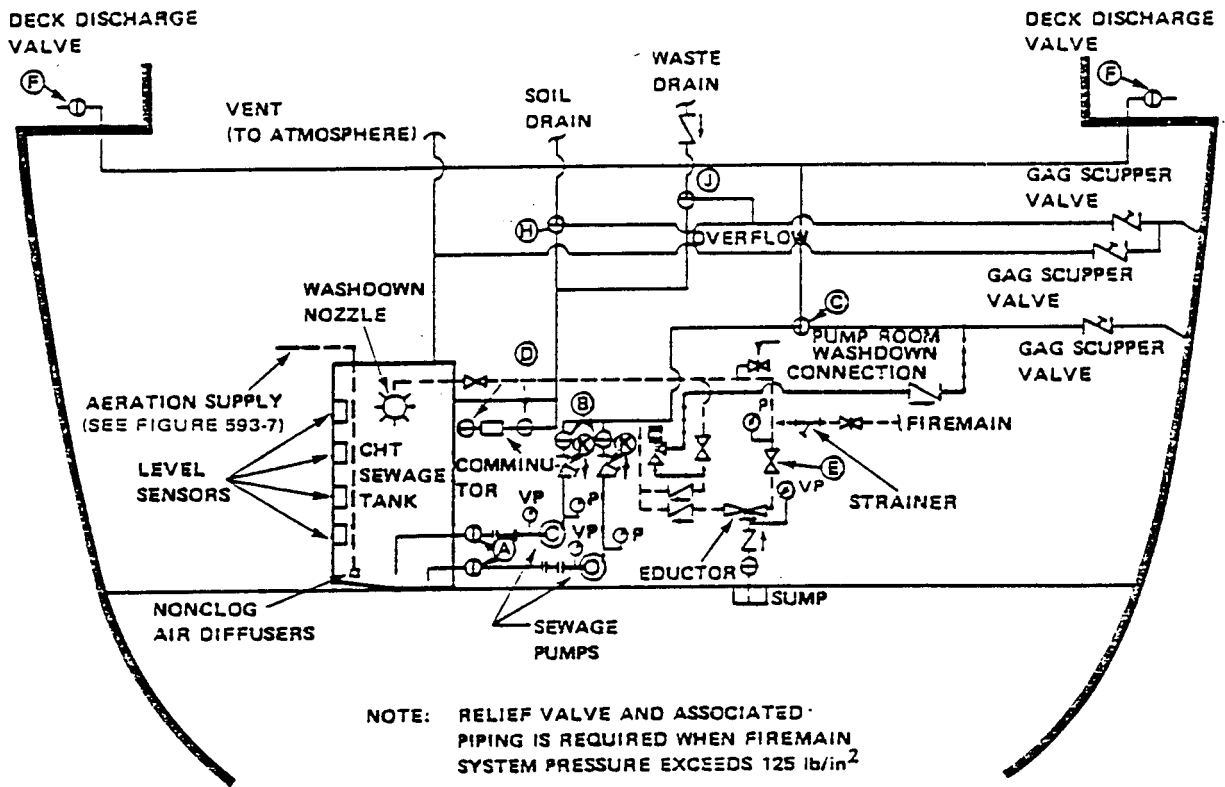 DECK DISCHARGE
VALVE
F
VENT
(TO ATMOSPHERE)
SOIL
DRAIN
WASTE
DRAIN
DECK DISCHARGE
VALVE
F
J
H
OVERFLOW
GAG SCUPPER
VALVE
GAG SCUPPER
VALVE
C
GAG SCUPPER
VALVE
WASHDOWN
NOZZLE
D
PUMP ROOM
WASHDOWN
CONNECTION
AERATION SUPPLY
(SEE FIGURE 593-7)
B
P
FIREMAIN
LEVEL
SENSORS
CHT
SEWAGE
TANK
COMMINU-
TOR
E
VP
STRAINER
VP
P
VP
P
A
EDUCTOR
SUMP
NONCLOG
AIR DIFFUSERS
SEWAGE
PUMPS
NOTE: RELIEF VALVE AND ASSOCIATED
PIPING IS REQUIRED WHEN FIREMAIN
SYSTEM PRESSURE EXCEEDS 125 lb/in²